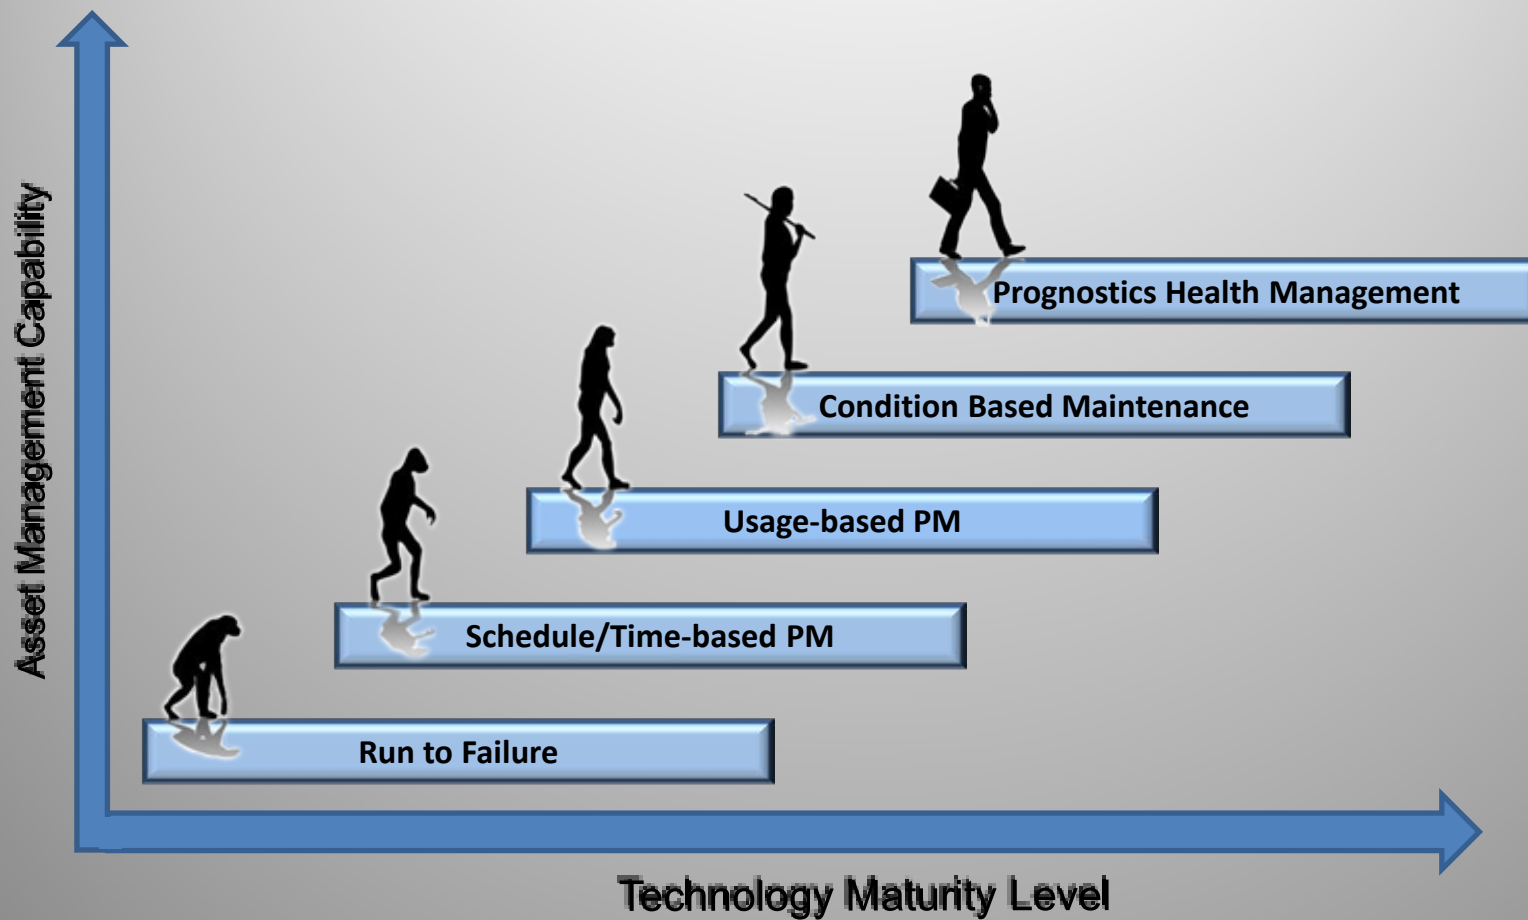 Asset Management Capability
Prognostics Health Management
Condition Based Maintenance
Usage-based PM
Schedule/Time-based PM
Run to Failure
Technology Maturity Level